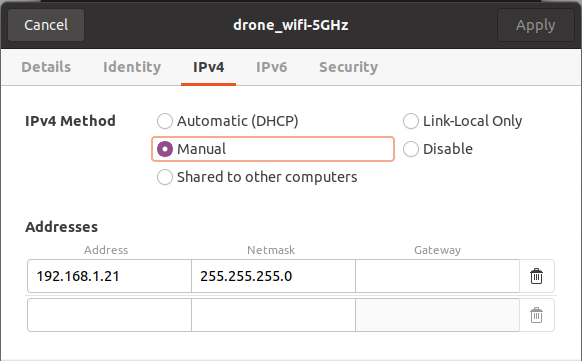 Cancel drone_wifi-5GHz Apply
Details Identity IPv4 IPv6 Security
IPv4 Method Automatic (DHCP) Link-Local Only
Manual Disable
Shared to other computers
Addresses
Address Netmask Gateway
192.168.1.21 255.255.255.0